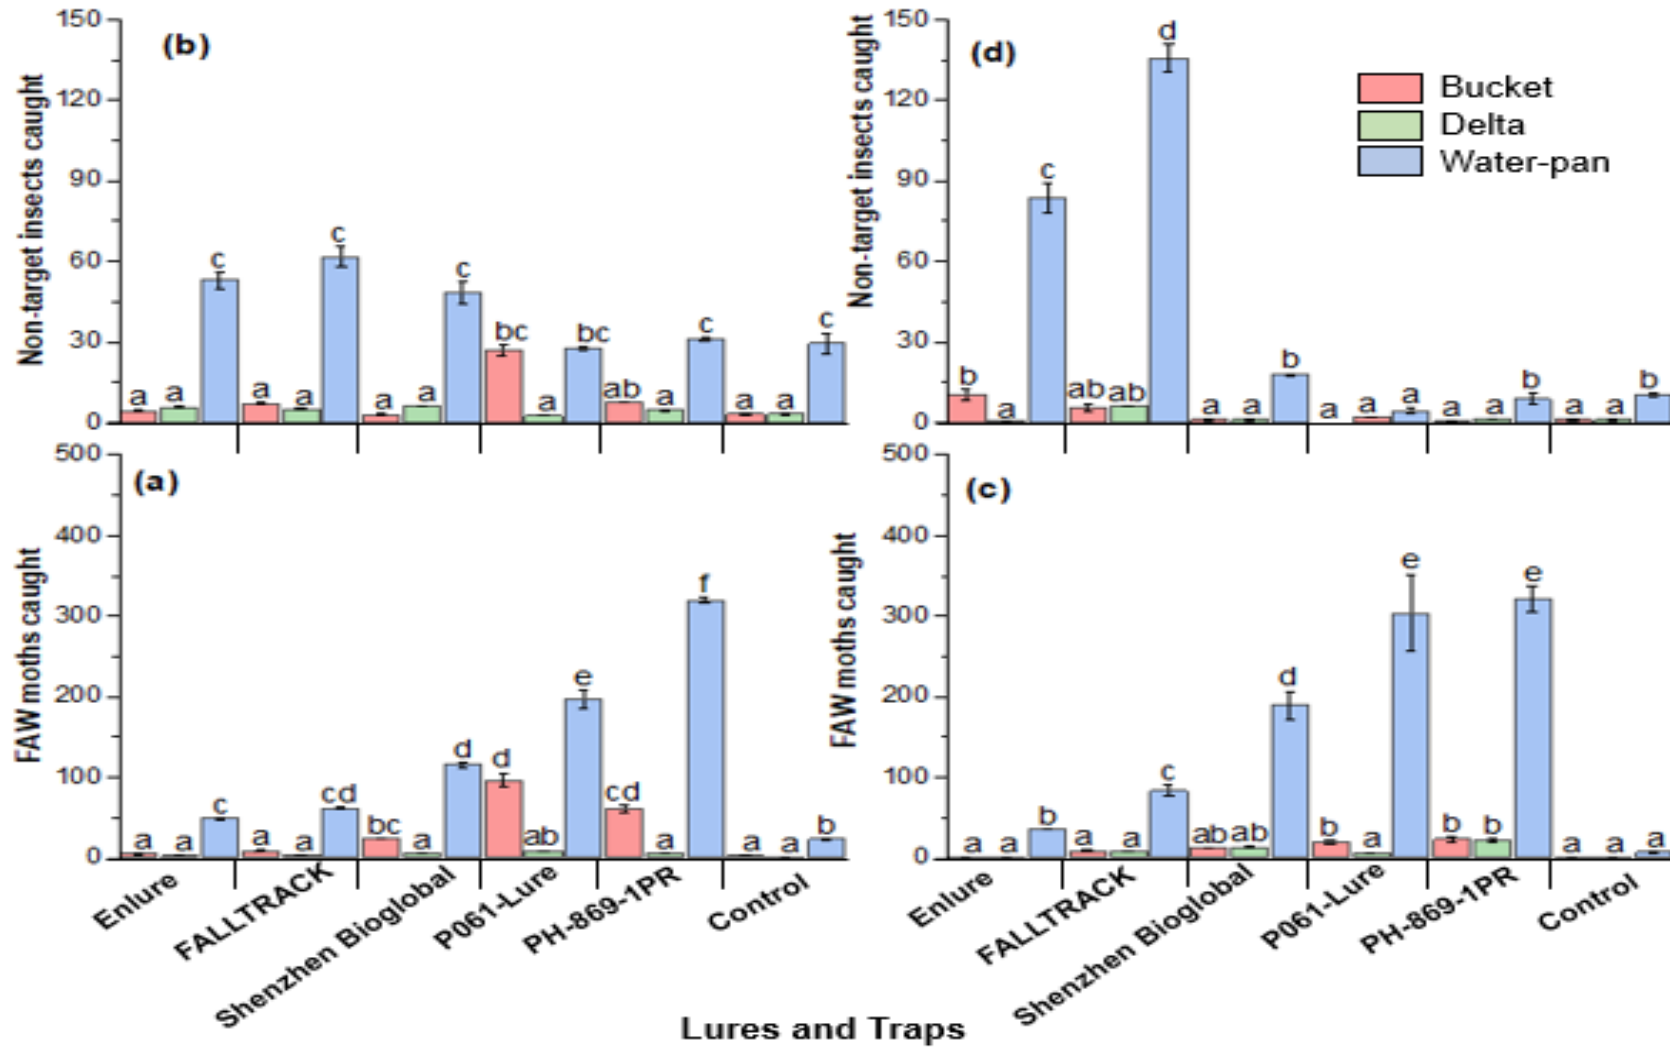 (b)
Non-target insects caught
150
120
90
60
30
0
a a c a a c a a c bc a bc ab a c a a c
(d)
Non-target insects caught
150
120
90
60
30
0
b a c ab ab d a a b a a a a a b a a b
Bucket
Delta
Water-pan
(a)
FAW moths caught
500
400
300
200
100
0
a a c a a cd bc a d d ab e cd a f a a b
Enlure
FALLTRACK
Shenzhen Bioglobal
P061-Lure
PH-869-1PR
Control
(c)
FAW moths caught
500
400
300
200
100
0
a a b a a c ab ab d b a e b b e a a a
Enlure
FALLTRACK
Shenzhen Bioglobal
P061-Lure
PH-869-1PR
Control
Lures and Traps